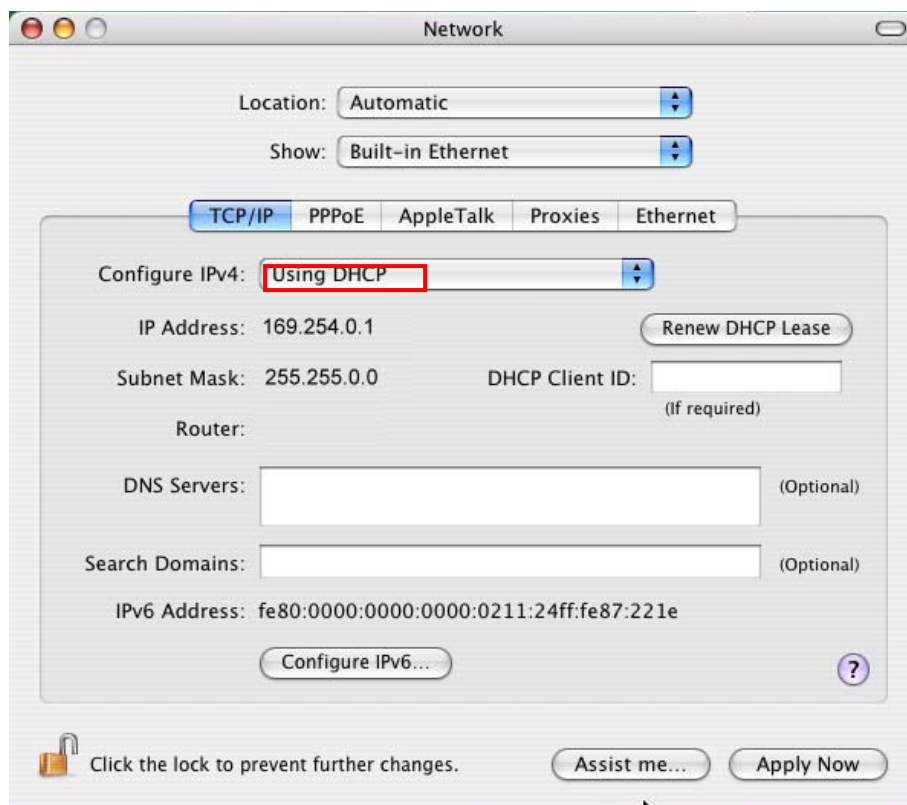 Network
Location: Automatic
Show: Built-in Ethernet
TCP/IP PPPoE AppleTalk Proxies Ethernet
Configure IPv4: Using DHCP
IP Address: 169.254.0.1 Renew DHCP Lease
Subnet Mask: 255.255.0.0 DHCP Client ID:
(If required)
Router:
DNS Servers: (Optional)
Search Domains: (Optional)
IPv6 Address: fe80:0000:0000:0000:0211:24ff:fe87:221e
Configure IPv6... ?
Click the lock to prevent further changes. Assist me... Apply Now